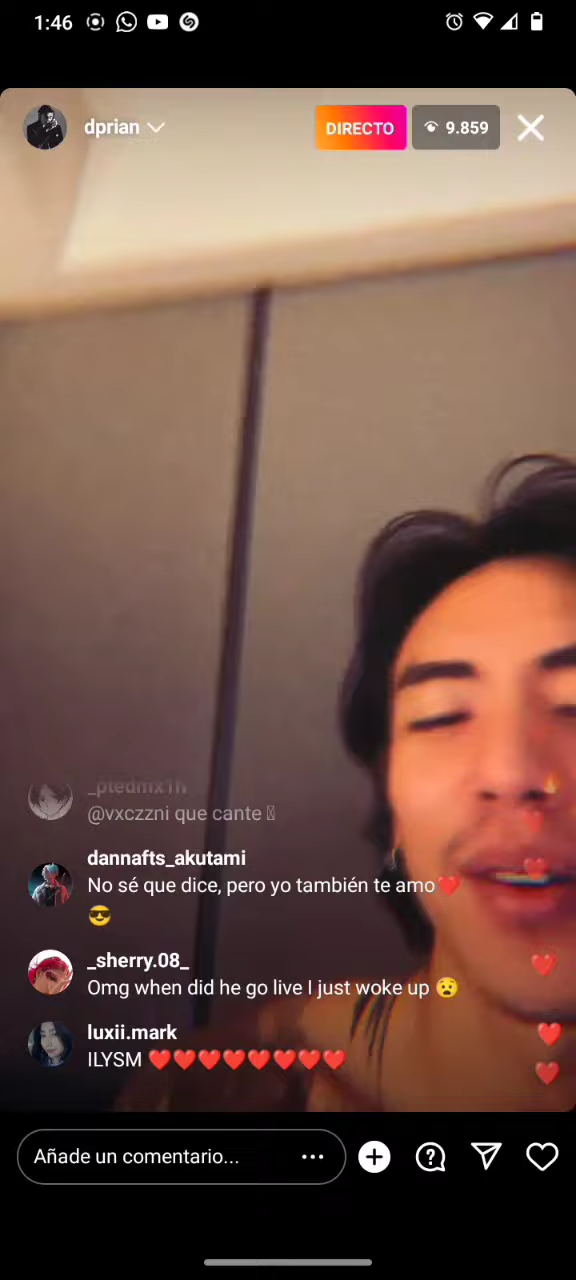 1:46
dprian
DIRECTO
9.859
_ptedmx1h
@vxczzni que cante
dannafts_akutami
No sé que dice, pero yo también te amo❤️
😎
_sherry.08_
Omg when did he go live I just woke up 😧
luxii.mark
ILYSM ❤️❤️❤️❤️❤️❤️❤️❤️
Añade un comentario...